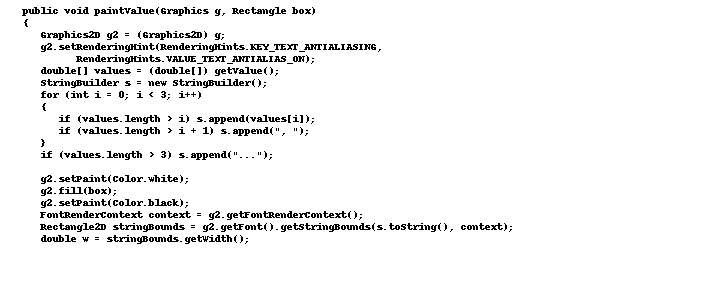 public void paintValue(Graphics g, Rectangle box)
{
Graphics2D g2 = (Graphics2D) g;
g2.setRenderingHint(RenderingHints.KEY_TEXT_ANTIALIASING,
RenderingHints.VALUE_TEXT_ANTIALIAS_ON);
double[] values = (double[]) getValue();
StringBuilder s = new StringBuilder();
for (int i = 0; i < 3; i++)
{
if (values.length > i) s.append(values[i]);
if (values.length > i + 1) s.append(", ");
}
if (values.length > 3) s.append("...");
g2.setPaint(Color.white);
g2.fill(box);
g2.setPaint(Color.black);
FontRenderContext context = g2.getFontRenderContext();
Rectangle2D stringBounds = g2.getFont().getStringBounds(s.toString(), context);
double w = stringBounds.getWidth();